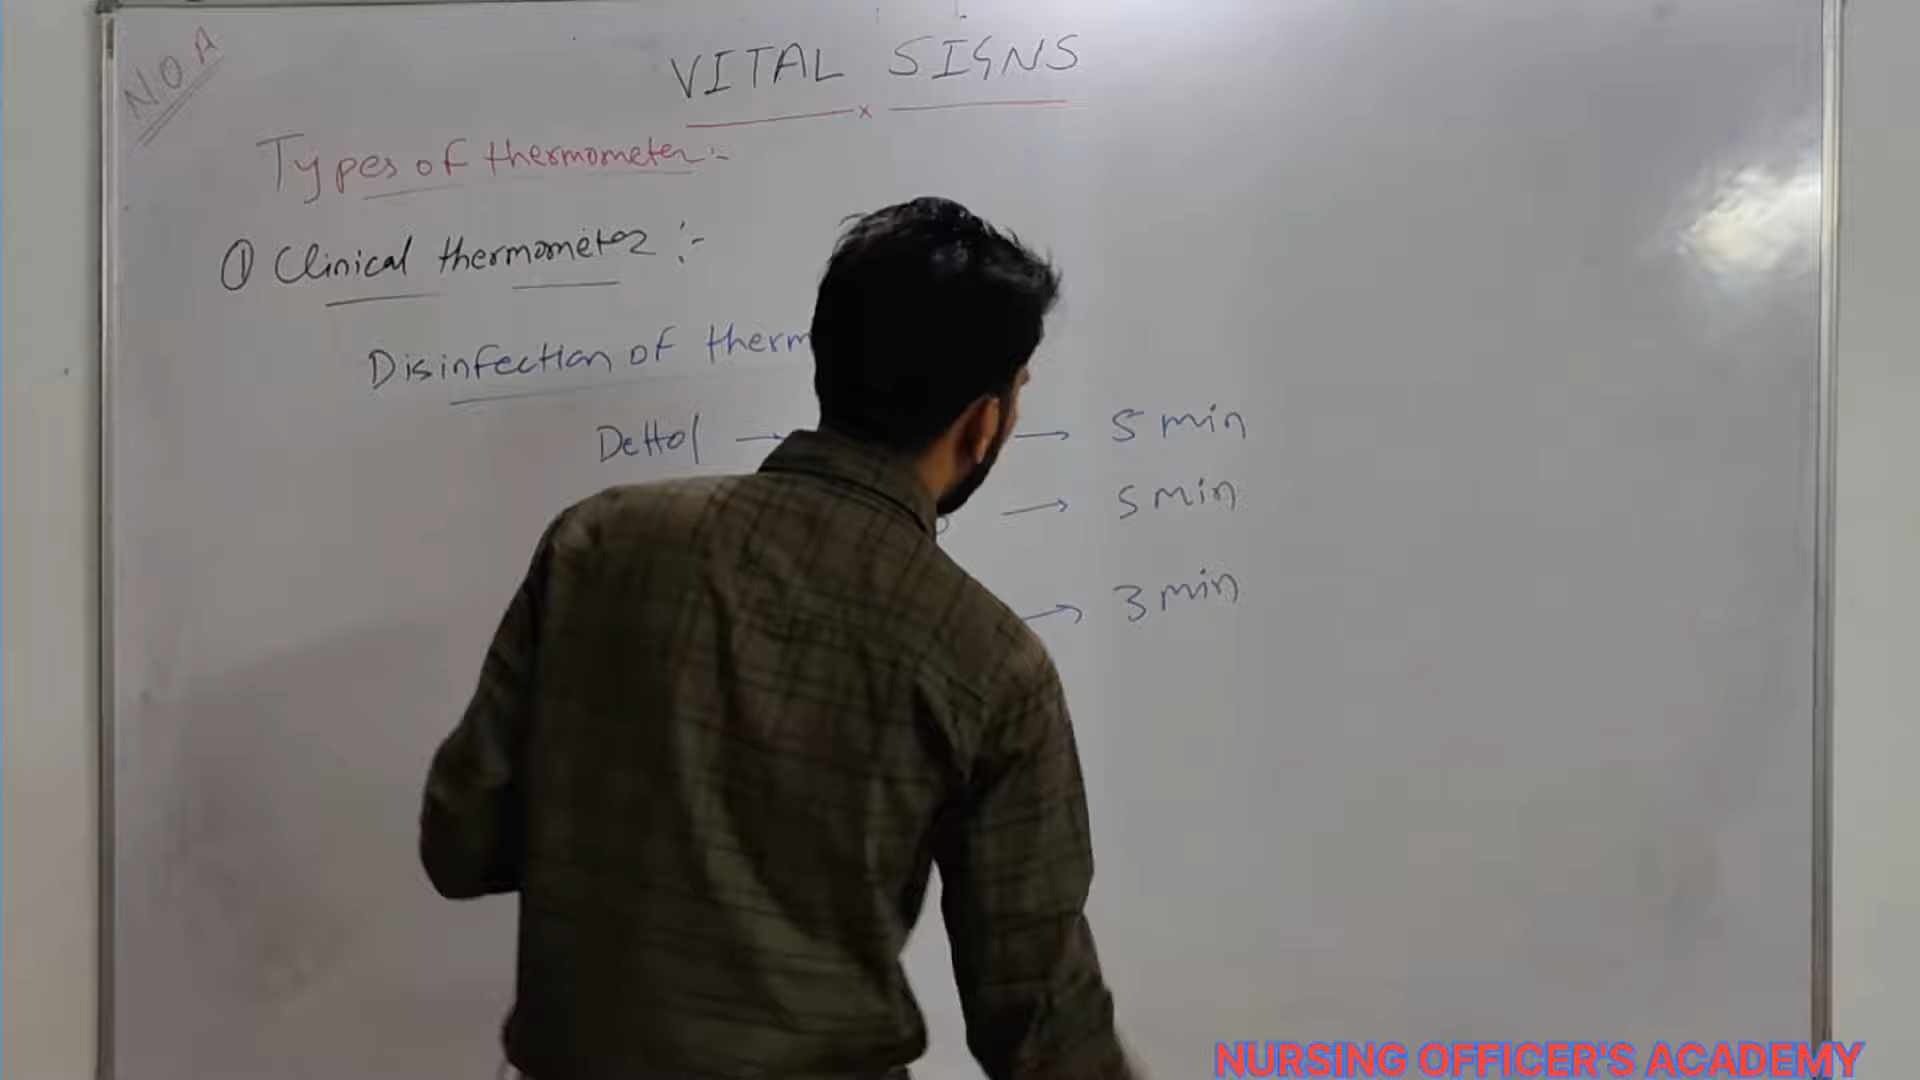 N.O.A
VITAL SIGNS
Types of thermometer :-
① Clinical thermometer :-
Disinfection of therm
Dettol → → 5 min
→ 5 min
→ 3 min
NURSING OFFICER'S ACADEMY